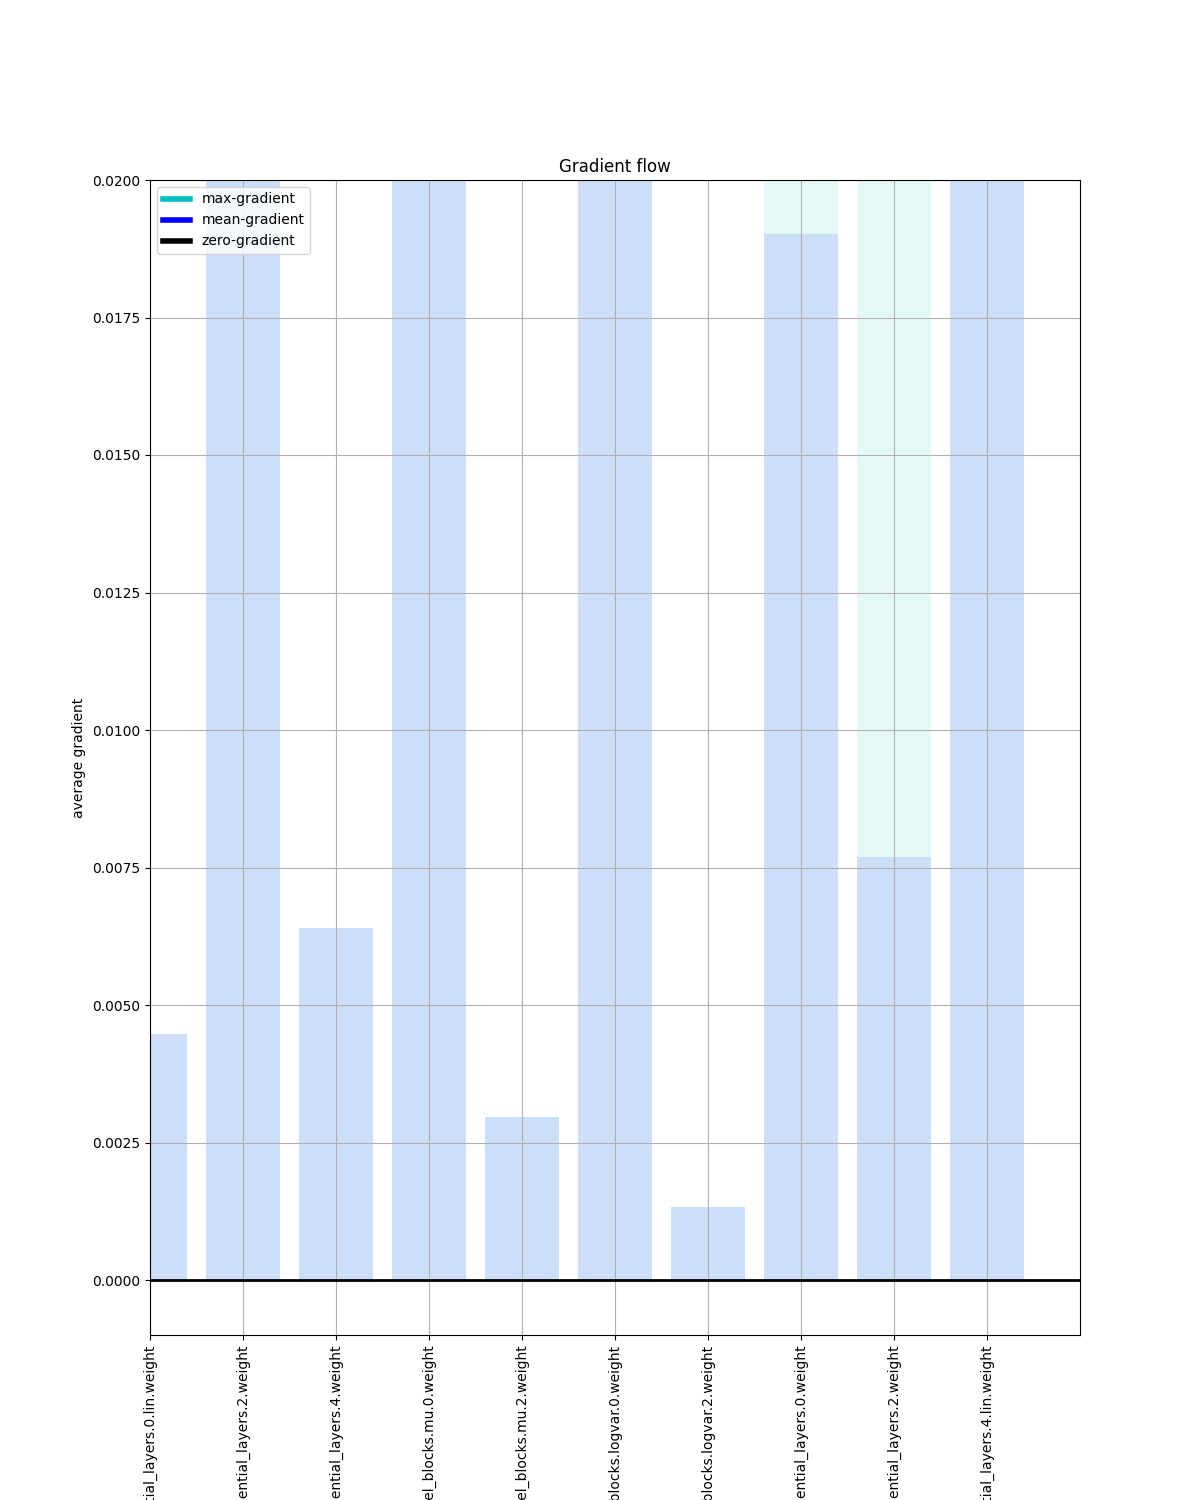 Gradient flow
max-gradient
mean-gradient
zero-gradient
0.0200
0.0175
0.0150
0.0125
0.0100
0.0075
0.0050
0.0025
0.0000
average gradient
tial_layers.0.lin.weight
ential_layers.2.weight
ential_layers.4.weight
el_blocks.mu.0.weight
el_blocks.mu.2.weight
blocks.logvar.0.weight
blocks.logvar.2.weight
ential_layers.0.weight
ential_layers.2.weight
tial_layers.4.lin.weight